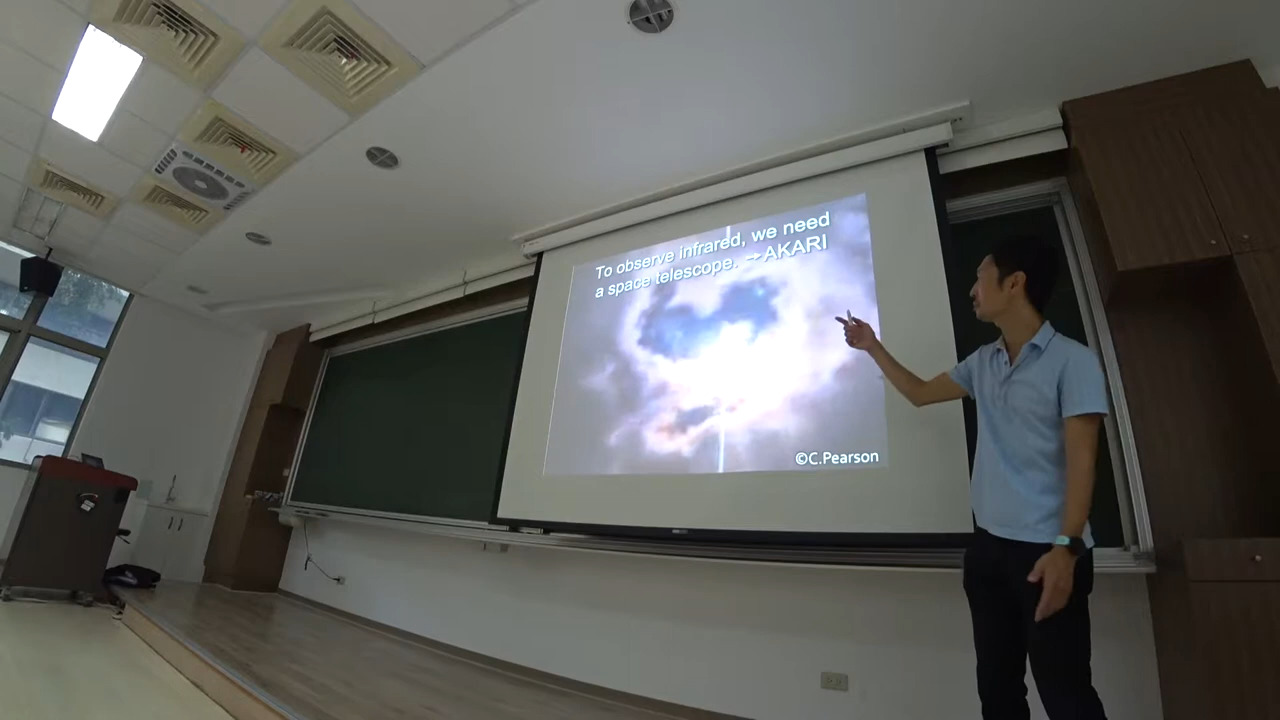 To observe infrared, we need
a space telescope. →AKARI
©C.Pearson